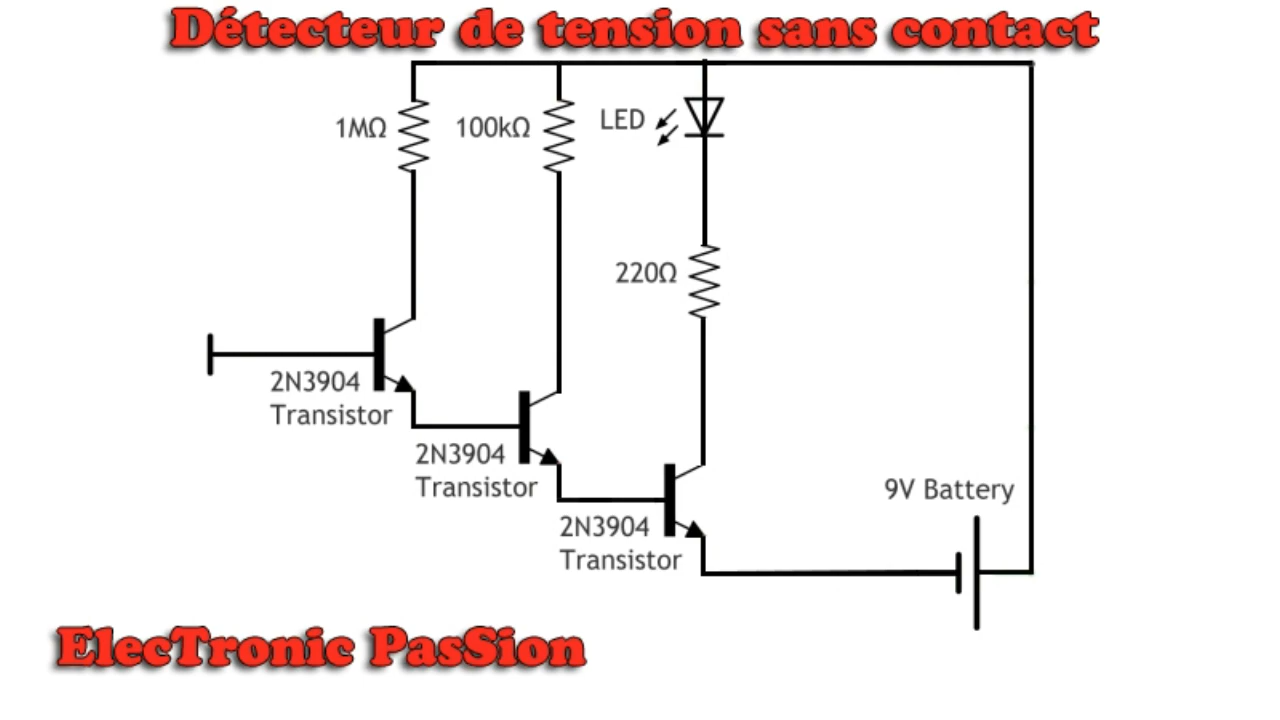 Détecteur de tension sans contact
1MΩ
100kΩ
LED
220Ω
2N3904
Transistor
2N3904
Transistor
9V Battery
2N3904
Transistor
ElecTronic PasSion